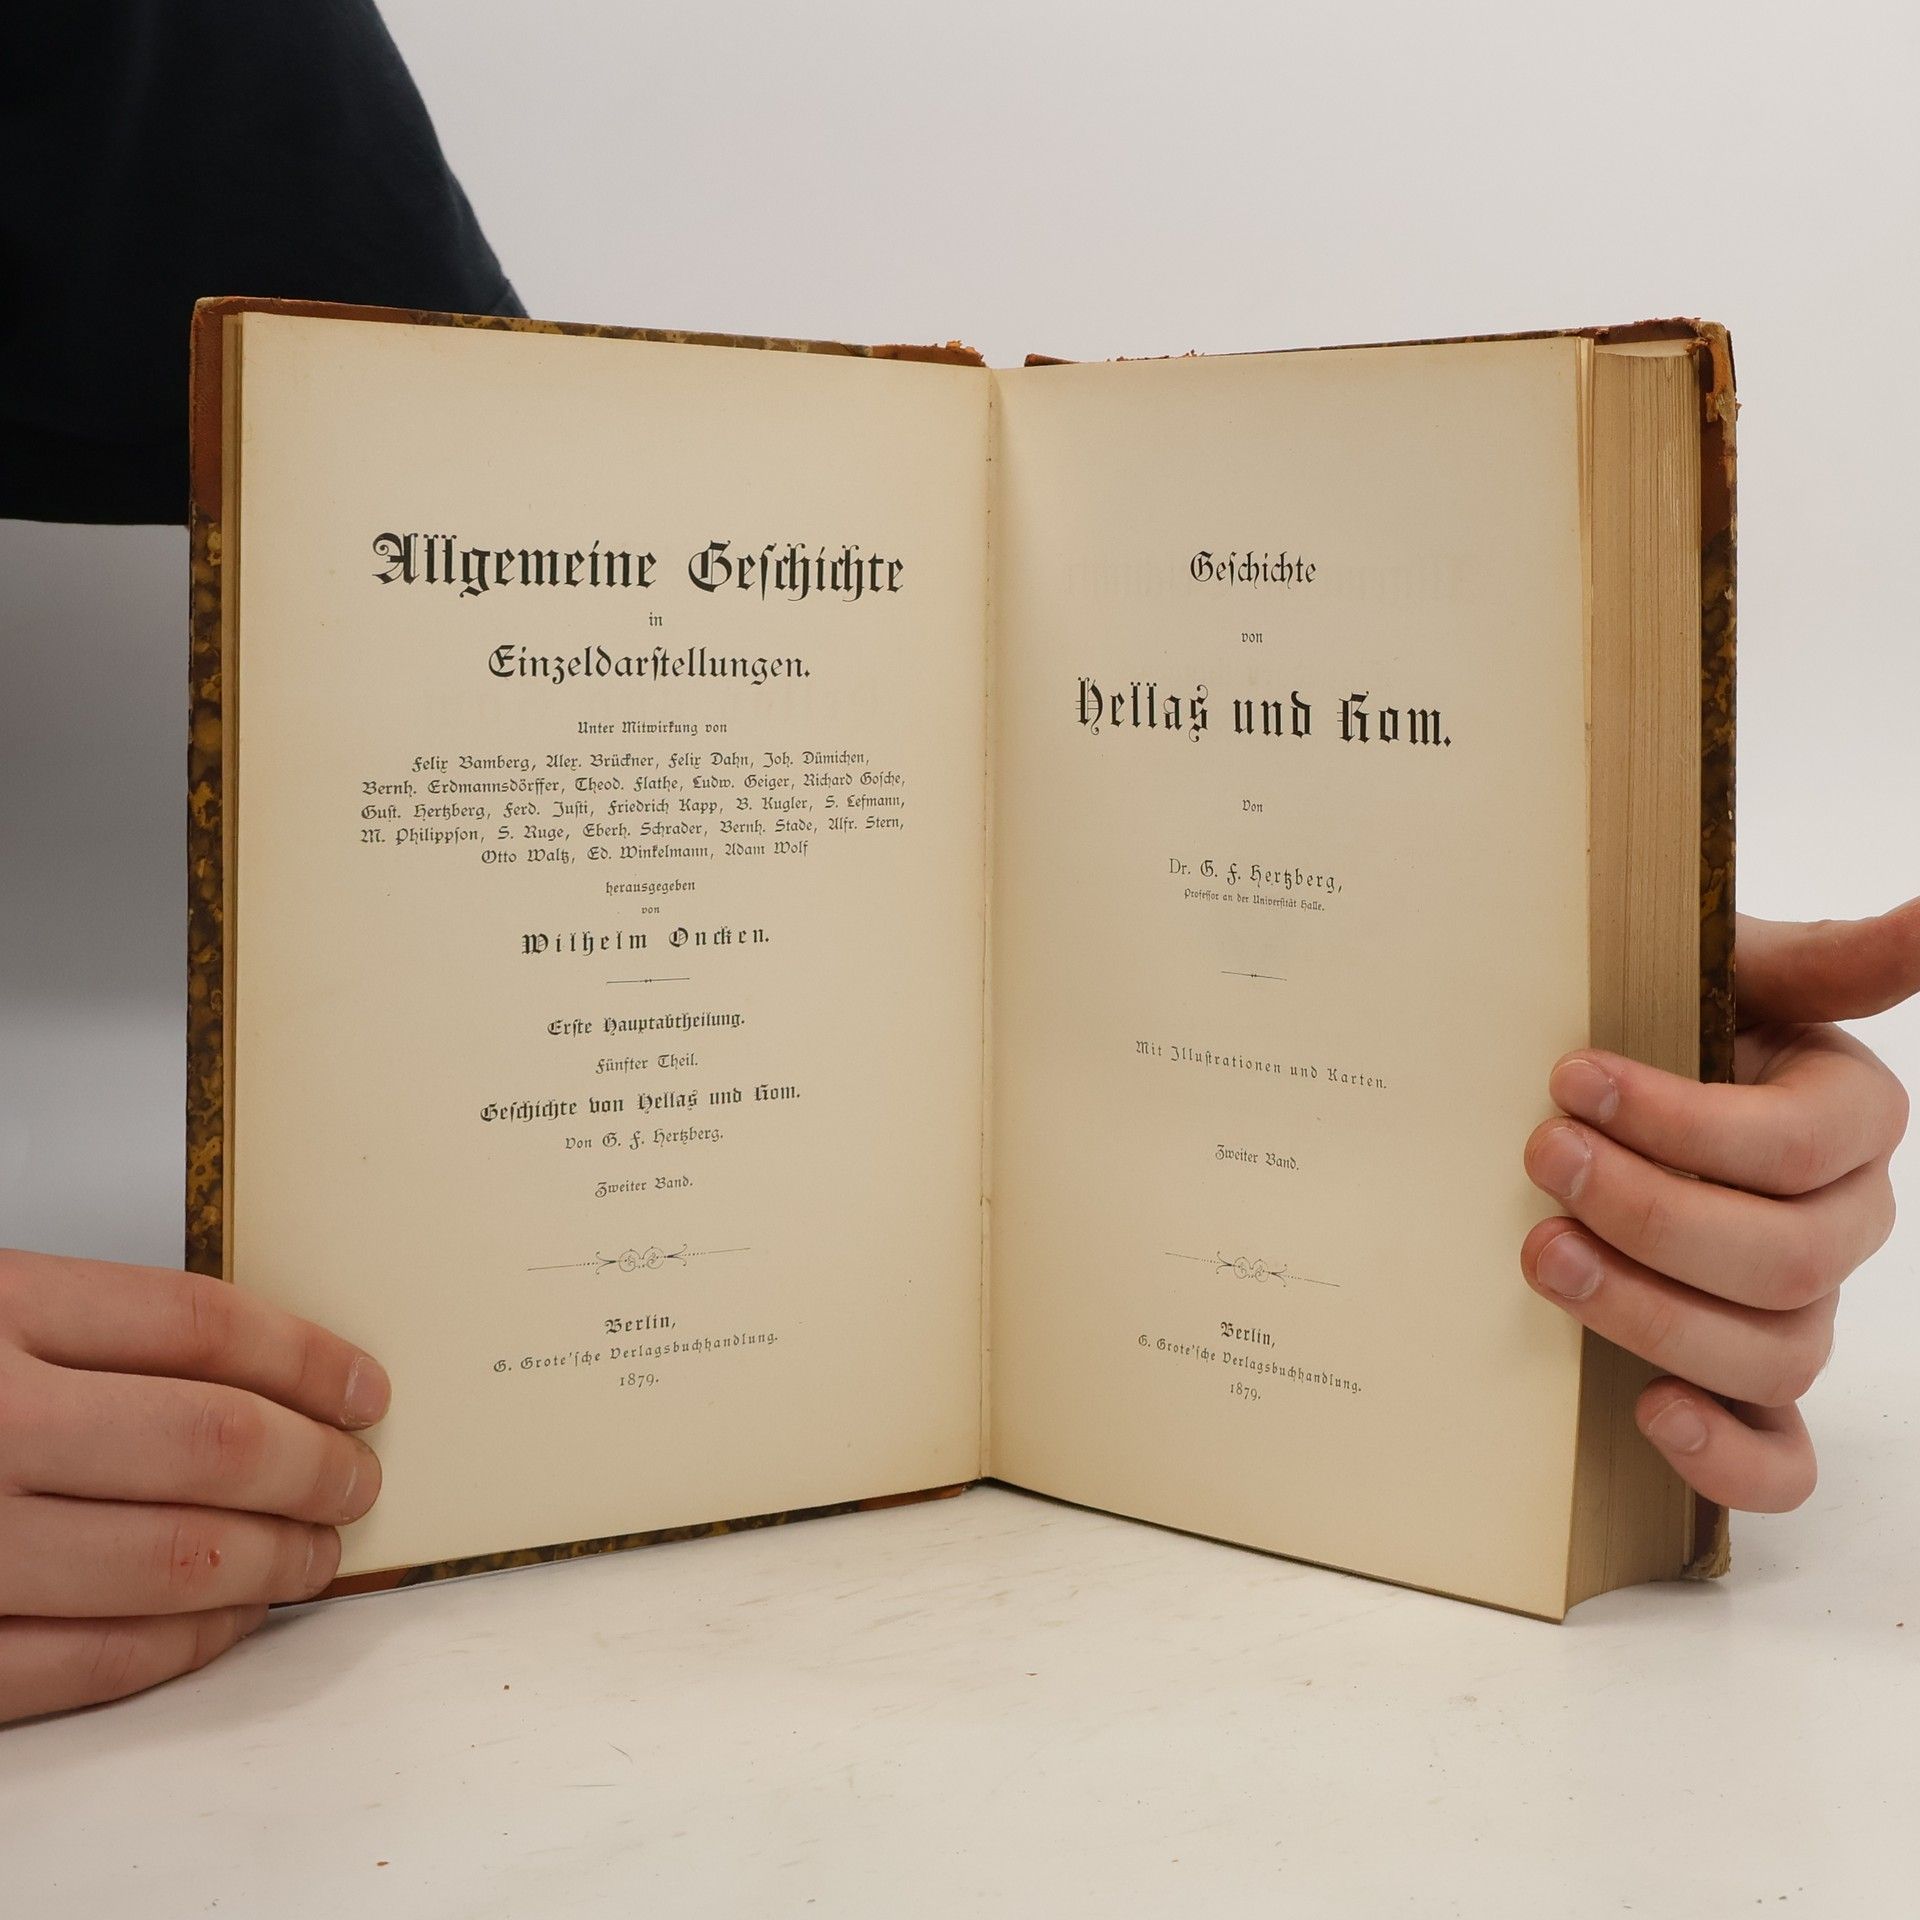 Allgemeine Geschichte
in
Einzeldarstellungen.
Unter Mitwirkung von
Felix Bamberg, Alex. Brückner, Felix Dahn, Joh. Dümichen,
Bernh. Erdmannsdörffer, Theod. Flathe, Ludw. Geiger, Richard Gosche,
Gust. Hertzberg, Ferd. Justi, Friedrich Kapp, B. Kugler, S. Lefmann,
M. Philippson, S. Ruge, Eberh. Schrader, Bernh. Stade, Alfr. Stern,
Otto Waltz, Ed. Winkelmann, Adam Wolf
herausgegeben
von
Wilhelm Oncken.
Erste Hauptabtheilung.
Fünfter Theil.
Geschichte von Hellas und Rom.
Von G. F. Hertzberg.
Zweiter Band.
Berlin,
G. Grote'sche Verlagsbuchhandlung.
1879.
Geschichte
von
Hellas und Rom.
Von
Dr. G. F. Hertzberg,
Professor an der Universität Halle.
Mit Illustrationen und Karten.
Zweiter Band.
Berlin,
G. Grote'sche Verlagsbuchhandlung.
1879.